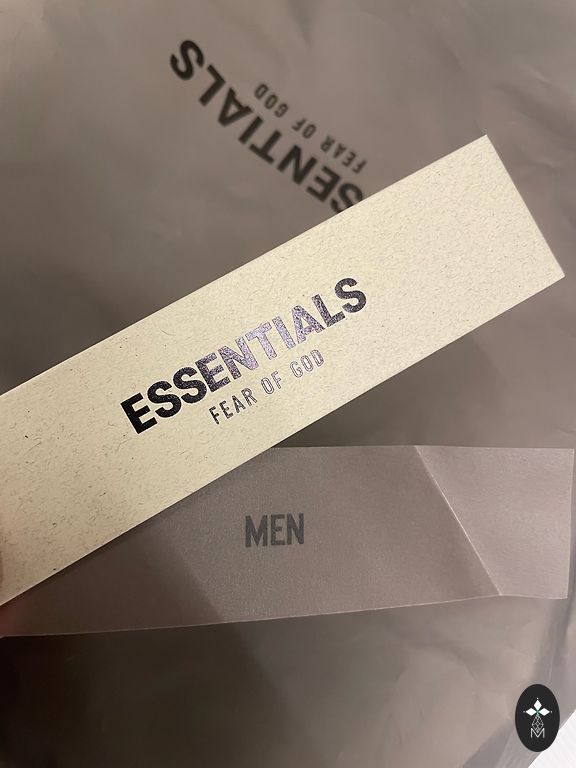 ESSENTIALS
FEAR OF GOD
ESSENTIALS
FEAR OF GOD
MEN
M